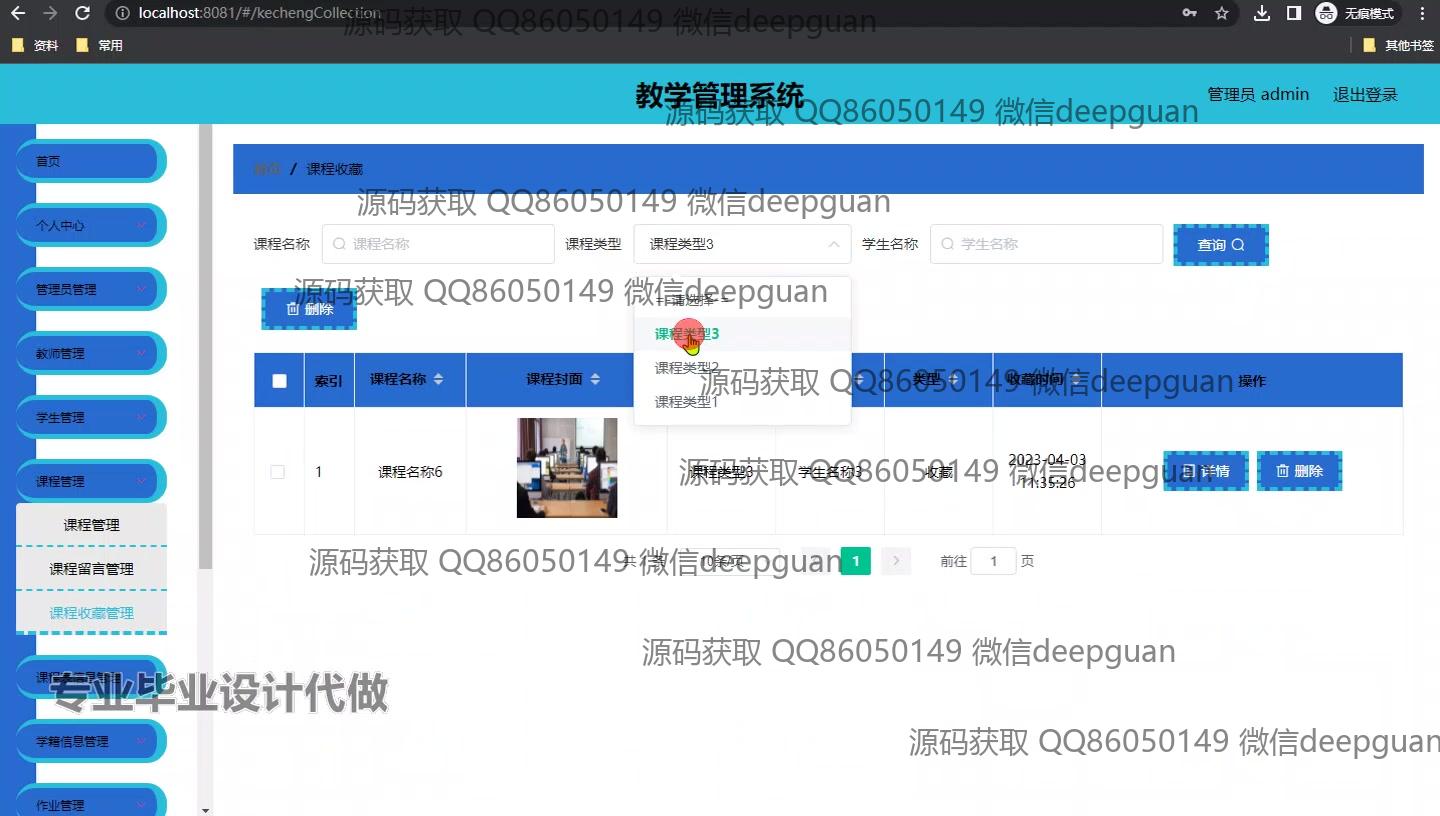 localhost:8081/#/kechengCollection
无痕模式
资料
常用
其他书签
源码获取 QQ86050149 微信deepguan
教学管理系统
管理员 admin
退出登录
源码获取 QQ86050149 微信deepguan
首页
个人中心
管理员管理
教师管理
学生管理
课程管理
课程管理
课程留言管理
课程收藏管理
学籍信息管理
作业管理
首页 / 课程收藏
源码获取 QQ86050149 微信deepguan
课程名称
课程名称
课程类型
课程类型3
学生名称
学生名称
查询
源码获取 QQ86050149 微信deepguan
删除
--请选择--
课程类型3
课程类型2
课程类型1
索引
课程名称
课程封面
类型
收藏时间
操作
源码获取 QQ86050149 微信deepguan
1
课程名称6
课程类型3
学生名称3
收藏
2023-04-03
11:35:26
详情
删除
源码获取 QQ86050149 微信deepguan
10条/页
1
前往
1
页
源码获取 QQ86050149 微信deepguan
源码获取 QQ86050149 微信deepguan
专业毕业设计代做
源码获取 QQ86050149 微信deepguan